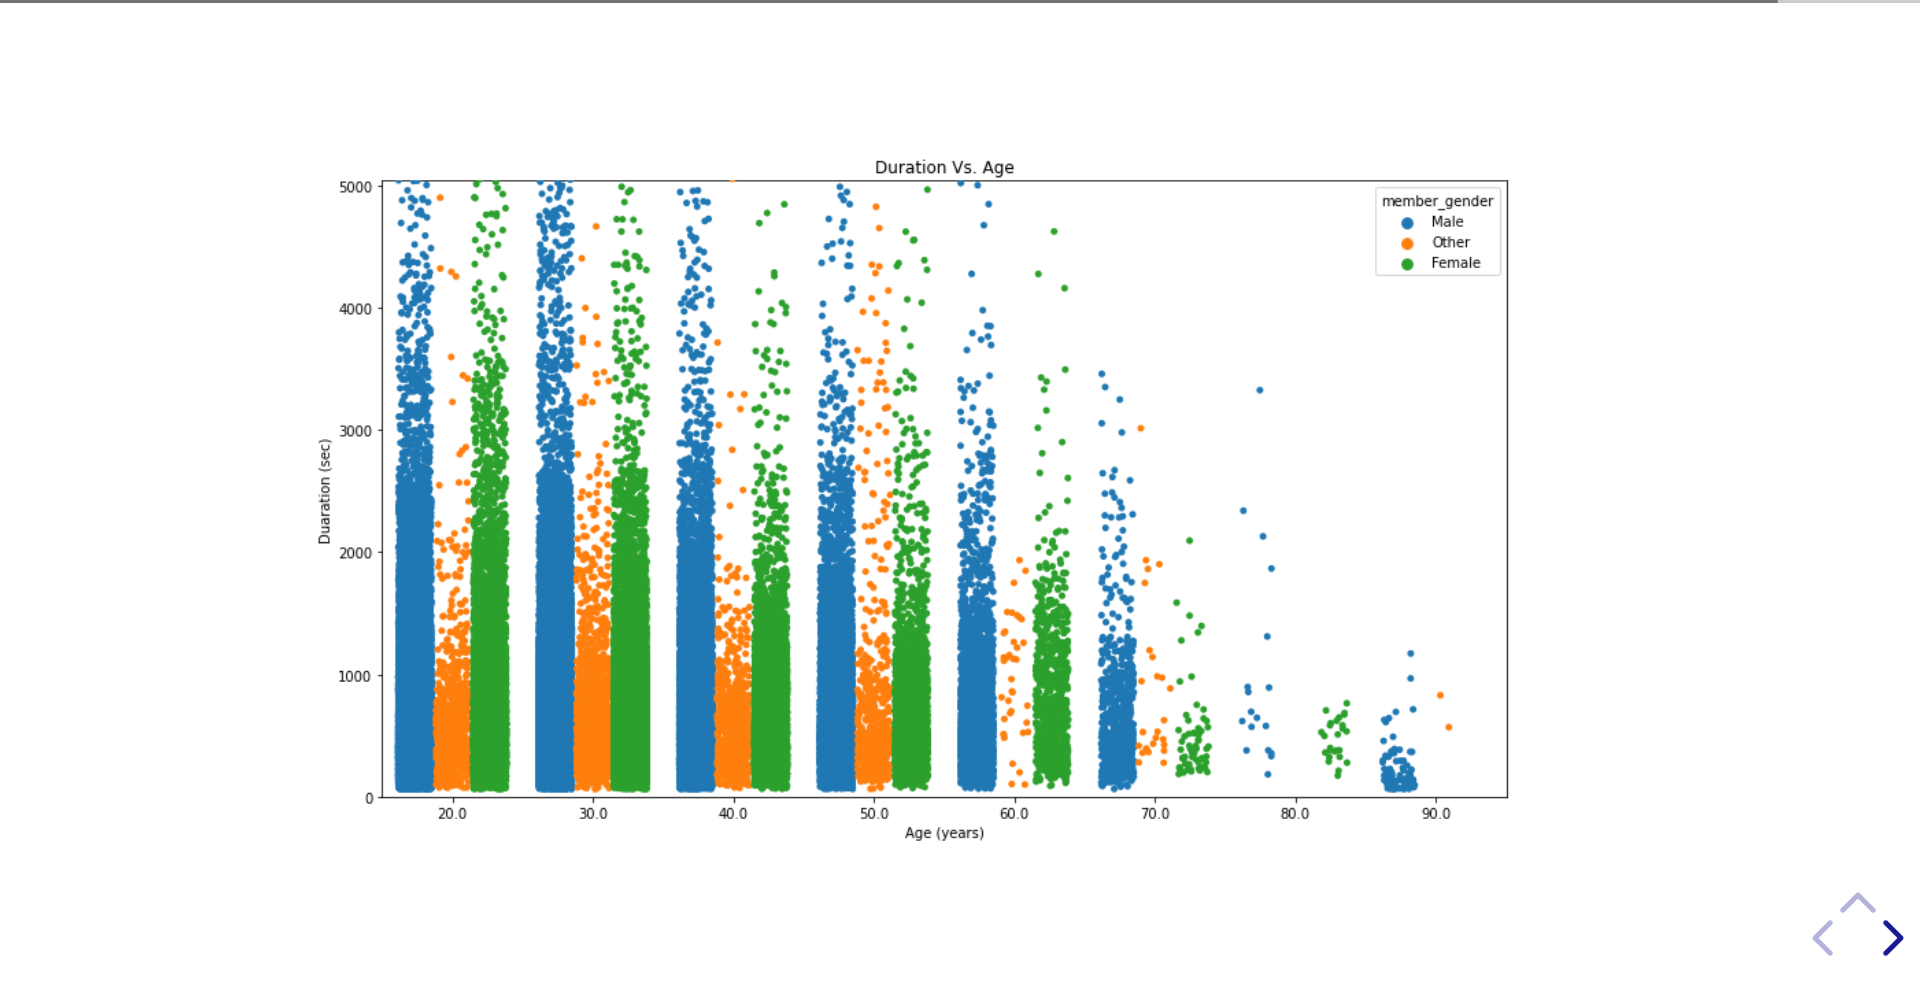 Duration Vs. Age
member_gender
Male
Other
Female
5000
4000
3000
2000
1000
0
Duaration (sec)
20.0 30.0 40.0 50.0 60.0 70.0 80.0 90.0
Age (years)